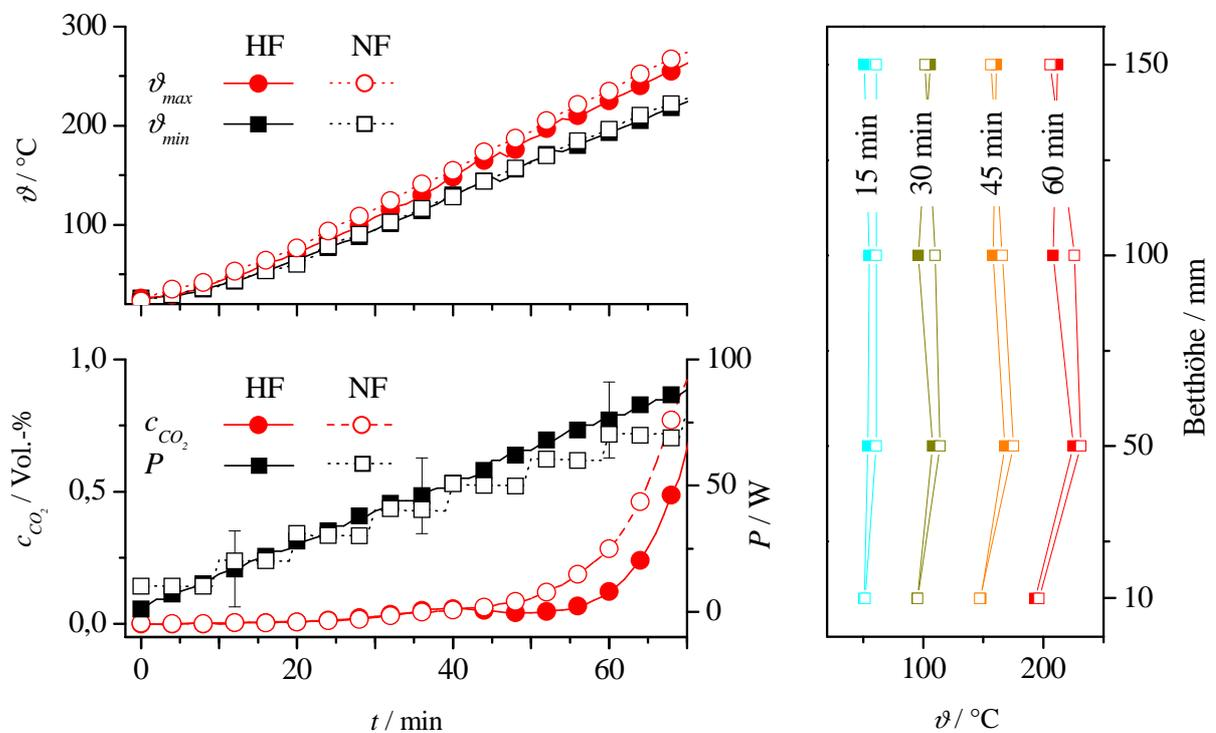 300
200
100
ϑ / °C
HF NF
ϑmax
ϑmin
1,0
0,5
0,0
cCO2 / Vol.-%
HF NF
cCO2
P
100
50
0
P / W
0 20 40 60
t / min
15 min
30 min
45 min
60 min
150
100
50
10
Betthöhe / mm
100 200
ϑ / °C